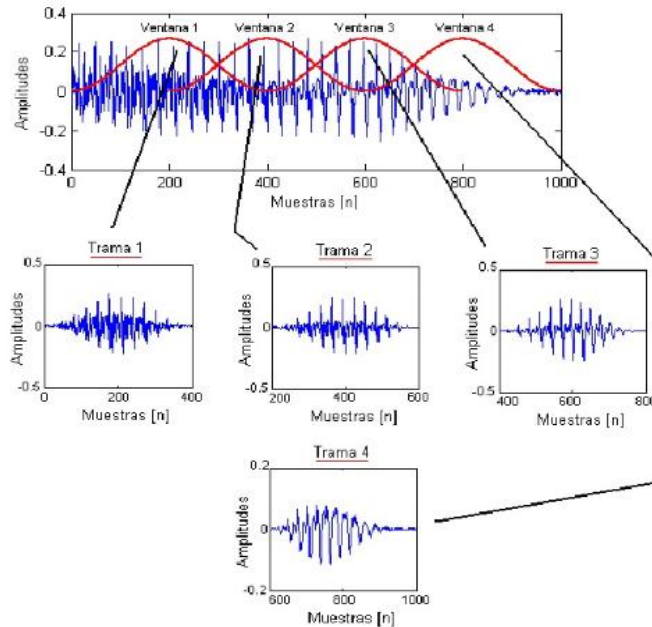 Ventana 1 Ventana 2 Ventana 3 Ventana 4
0.4
0.2
0
-0.2
-0.4
Amplitudes
0 200 400 600 800 1000
Muestras [n]
Trama 1
0.5
0
-0.5
Amplitudes
0 200 400
Muestras [n]
Trama 2
0.5
0
-0.5
Amplitudes
200 400 600
Muestras [n]
Trama 3
0.5
0
-0.5
Amplitudes
400 600 800
Muestras [n]
Trama 4
0.2
0
-0.2
Amplitudes
600 800 1000
Muestras [n]